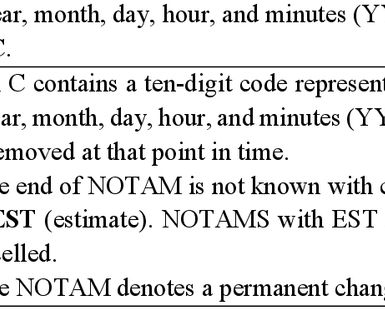 ear, month, day, hour, and minutes (YY
C.
C contains a ten-digit code represent
ar, month, day, hour, and minutes (YY
emoved at that point in time.
e end of NOTAM is not known with c
EST (estimate). NOTAMS with EST
elled.
e NOTAM denotes a permanent chang